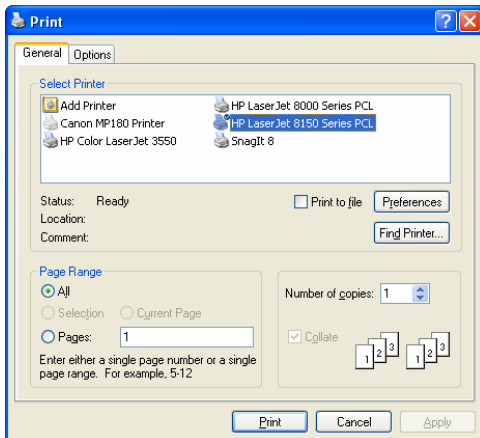 Print
General Options
Select Printer
Add Printer HP LaserJet 8000 Series PCL
Canon MP180 Printer HP LaserJet 8150 Series PCL
HP Color LaserJet 3550 SnagIt 8
Status: Ready Print to file Preferences
Location:
Comment: Find Printer...
Page Range
All
Selection Current Page
Pages: 1
Enter either a single page number or a single
page range. For example, 5-12
Number of copies: 1
Collate
1 2 3 1 2 3
Print Cancel Apply